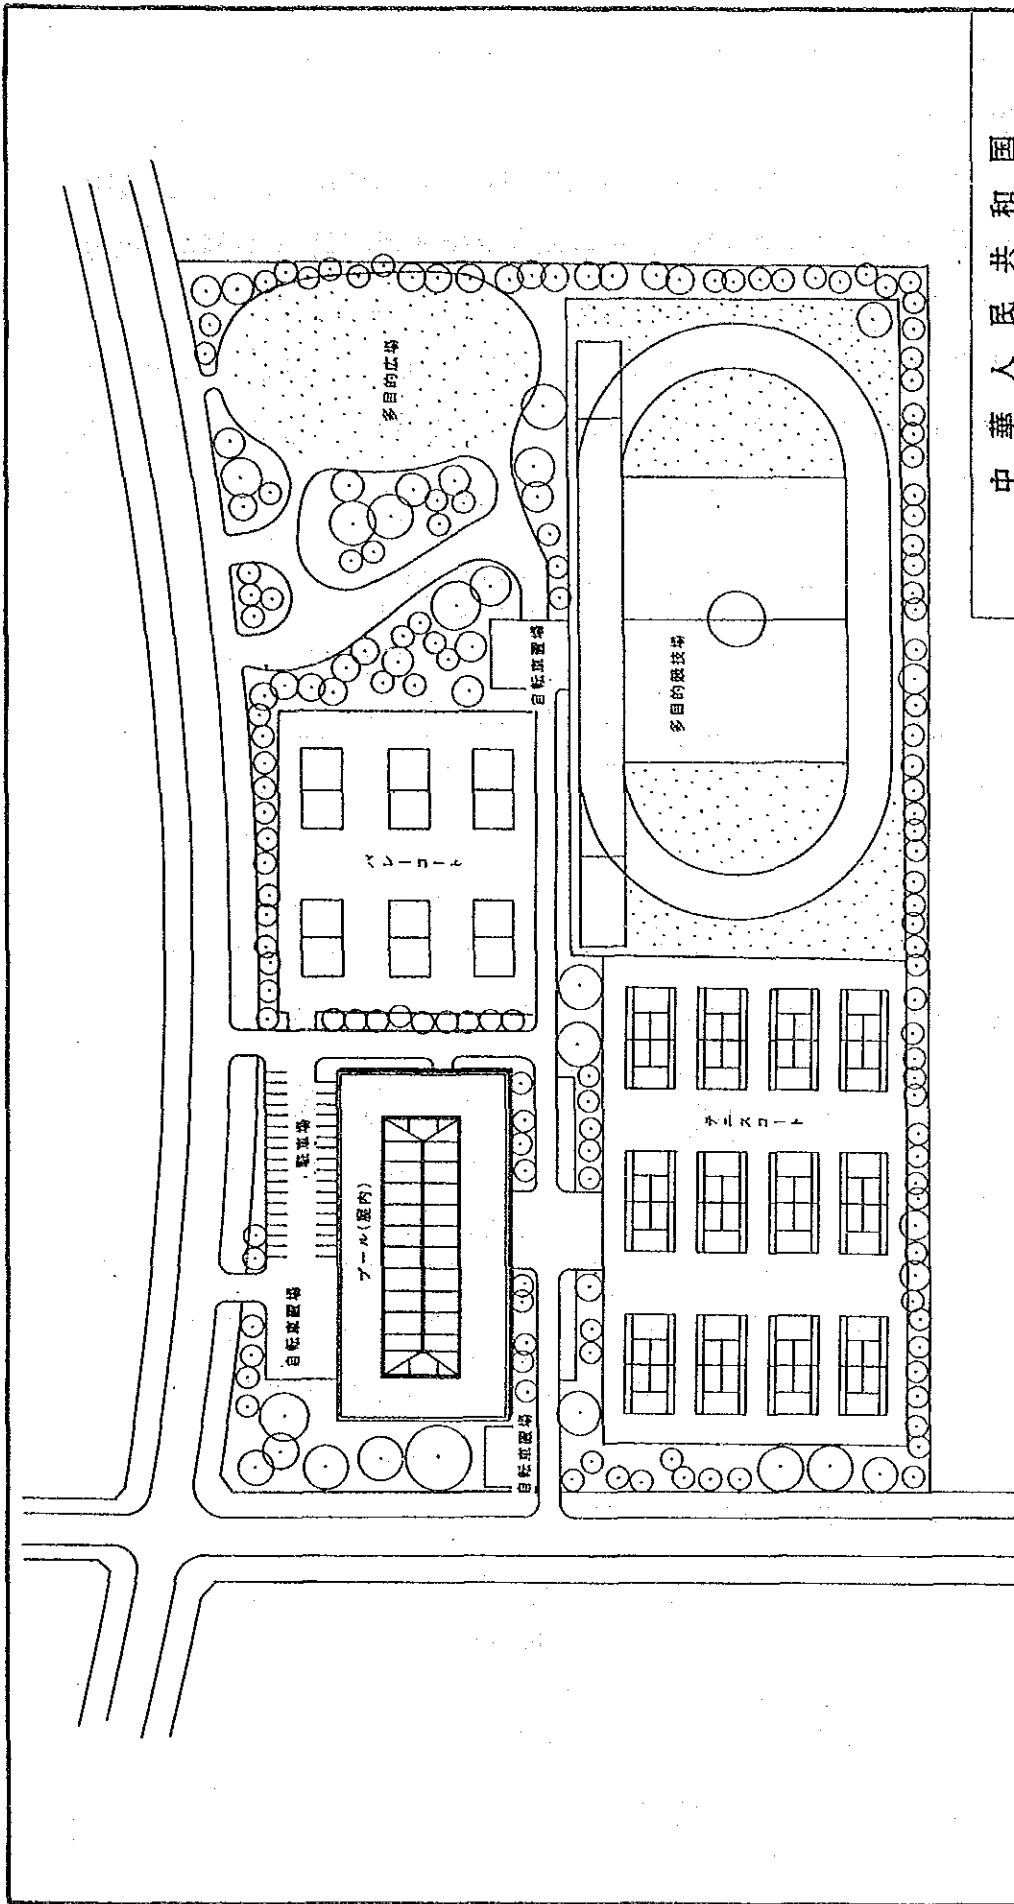 中華人民共和国
多目的広場
自転車置場
多目的競技場
バレーコート
駐車場
プール(屋内)
テニスコート
自転車置場
自転車置場